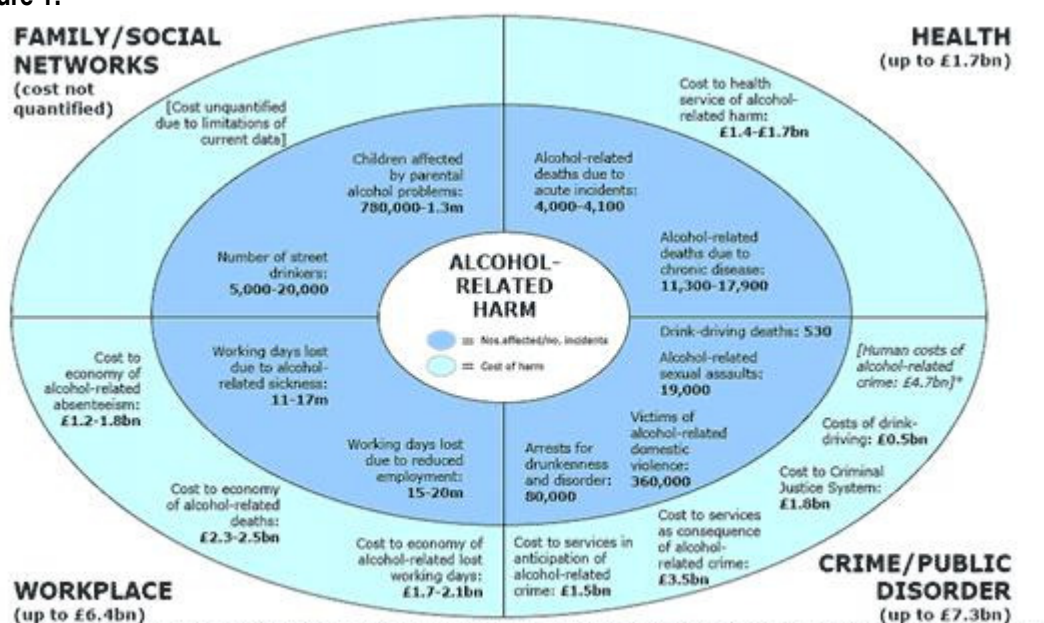 FAMILY/SOCIAL
NETWORKS
(cost not
quantified)
[Cost unquantified
due to limitations of
current data]
Children affected
by parental
alcohol problems:
780,000-1.3m
Number of street
drinkers:
5,000-20,000
HEALTH
(up to £1.7bn)
Cost to health
service of alcohol-
related harm:
£1.4-£1.7bn
Alcohol-related
deaths due to
acute incidents:
4,000-4,100
Alcohol-related
deaths due to
chronic disease:
11,300-17,900
ALCOHOL-
RELATED
HARM
= Nos.affected/no. incidents
= Cost of harm
Cost to
economy of
alcohol-related
absenteeism:
£1.2-1.8bn
Working days lost
due to alcohol-
related sickness:
11-17m
Working days lost
due to reduced
employment:
15-20m
Cost to economy
of alcohol-related
deaths:
£2.3-2.5bn
Cost to economy of
alcohol-related lost
working days:
£1.7-2.1bn
WORKPLACE
(up to £6.4bn)
Drink-driving deaths: 530
Alcohol-related
sexual assaults:
19,000
Victims of
alcohol-related
domestic
violence:
360,000
Arrests for
drunkenness
and disorder:
80,000
[Human costs of
alcohol-related
crime: £4.7bn]*
Costs of drink-
driving: £0.5bn
Cost to Criminal
Justice System:
£1.8bn
Cost to services
as consequence
of alcohol-
related crime:
£3.5bn
Cost to services in
anticipation of
alcohol-related
crime: £1.5bn
CRIME/PUBLIC
DISORDER
(up to £7.3bn)